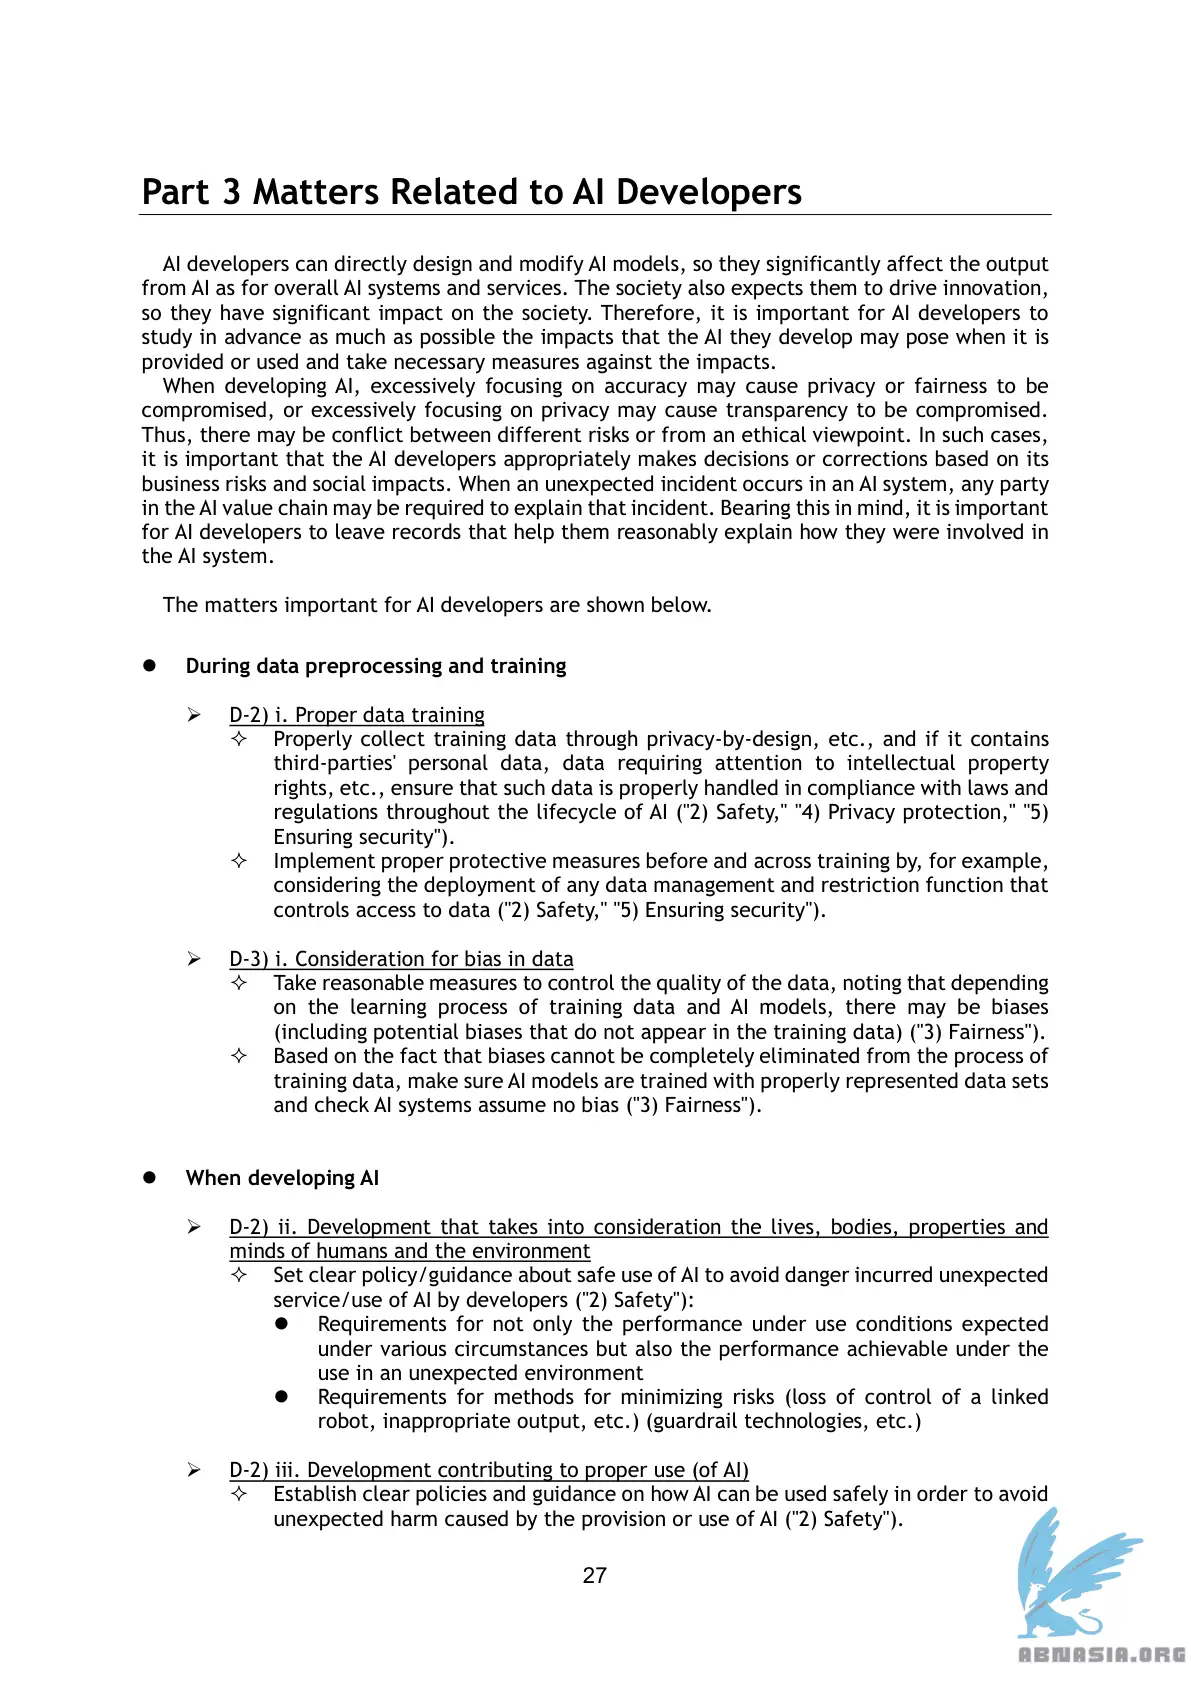 Part 3 Matters Related to AI Developers
AI developers can directly design and modify AI models, so they significantly affect the output
from AI as for overall AI systems and services. The society also expects them to drive innovation,
so they have significant impact on the society. Therefore, it is important for AI developers to
study in advance as much as possible the impacts that the AI they develop may pose when it is
provided or used and take necessary measures against the impacts.
When developing AI, excessively focusing on accuracy may cause privacy or fairness to be
compromised, or excessively focusing on privacy may cause transparency to be compromised.
Thus, there may be conflict between different risks or from an ethical viewpoint. In such cases,
it is important that the AI developers appropriately makes decisions or corrections based on its
business risks and social impacts. When an unexpected incident occurs in an AI system, any party
in the AI value chain may be required to explain that incident. Bearing this in mind, it is important
for AI developers to leave records that help them reasonably explain how they were involved in
the AI system.
The matters important for AI developers are shown below.
● During data preprocessing and training
➢ D-2) i. Proper data training
✧ Properly collect training data through privacy-by-design, etc., and if it contains
third-parties' personal data, data requiring attention to intellectual property
rights, etc., ensure that such data is properly handled in compliance with laws and
regulations throughout the lifecycle of AI ("2) Safety," "4) Privacy protection," "5)
Ensuring security").
✧ Implement proper protective measures before and across training by, for example,
considering the deployment of any data management and restriction function that
controls access to data ("2) Safety," "5) Ensuring security").
➢ D-3) i. Consideration for bias in data
✧ Take reasonable measures to control the quality of the data, noting that depending
on the learning process of training data and AI models, there may be biases
(including potential biases that do not appear in the training data) ("3) Fairness").
✧ Based on the fact that biases cannot be completely eliminated from the process of
training data, make sure AI models are trained with properly represented data sets
and check AI systems assume no bias ("3) Fairness").
● When developing AI
➢ D-2) ii. Development that takes into consideration the lives, bodies, properties and
minds of humans and the environment
✧ Set clear policy/guidance about safe use of AI to avoid danger incurred unexpected
service/use of AI by developers ("2) Safety"):
● Requirements for not only the performance under use conditions expected
under various circumstances but also the performance achievable under the
use in an unexpected environment
● Requirements for methods for minimizing risks (loss of control of a linked
robot, inappropriate output, etc.) (guardrail technologies, etc.)
➢ D-2) iii. Development contributing to proper use (of AI)
✧ Establish clear policies and guidance on how AI can be used safely in order to avoid
unexpected harm caused by the provision or use of AI ("2) Safety").
27
ABNASIA.ORG